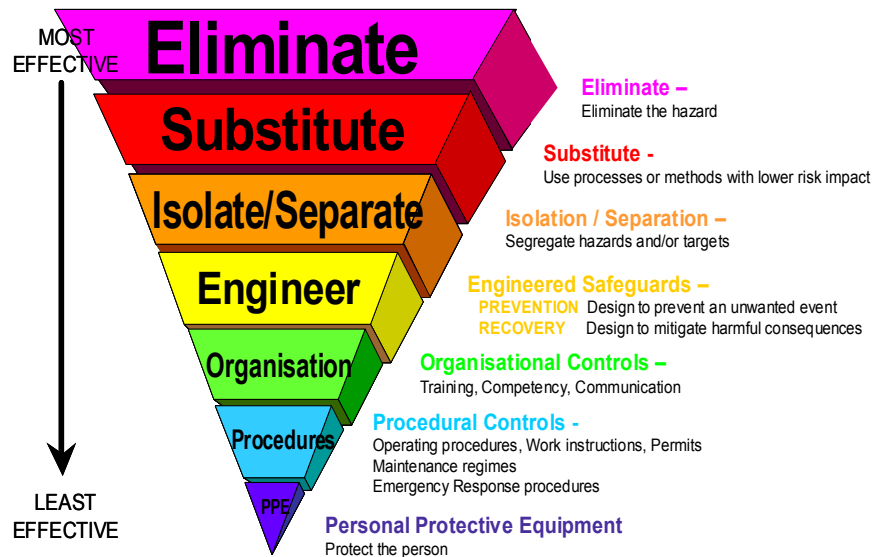 MOST
EFFECTIVE
Eliminate
Eliminate –
Eliminate the hazard
Substitute
Substitute -
Use processes or methods with lower risk impact
Isolate/Separate
Isolation / Separation –
Segregate hazards and/or targets
Engineer
Engineered Safeguards –
PREVENTION Design to prevent an unwanted event
RECOVERY Design to mitigate harmful consequences
Organisation
Organisational Controls –
Training, Competency, Communication
Procedures
Procedural Controls -
Operating procedures, Work instructions, Permits
Maintenance regimes
Emergency Response procedures
LEAST
EFFECTIVE
PPE
Personal Protective Equipment
Protect the person